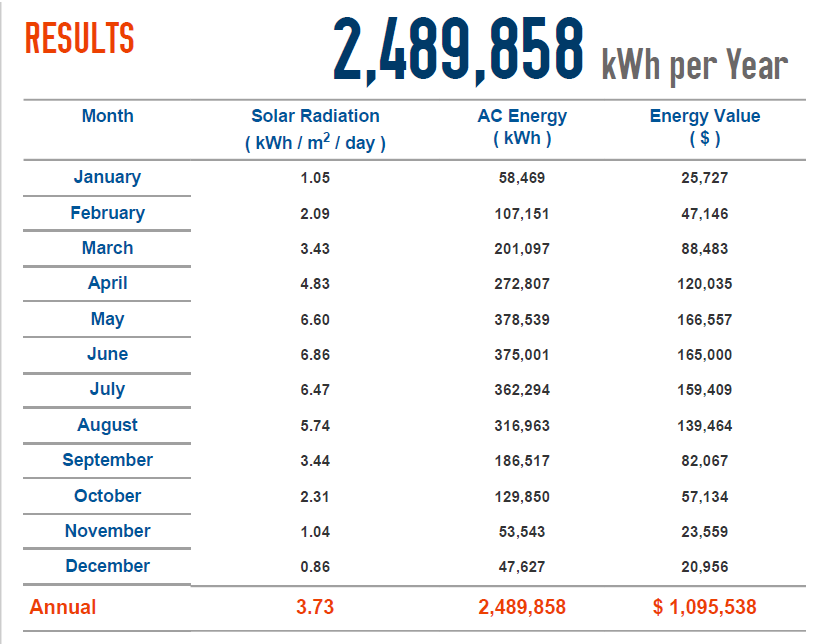 RESULTS
2,489,858 kWh per Year
Month Solar Radiation AC Energy Energy Value
( kWh / m² / day ) ( kWh ) ( $ )
January 1.05 58,469 25,727
February 2.09 107,151 47,146
March 3.43 201,097 88,483
April 4.83 272,807 120,035
May 6.60 378,539 166,557
June 6.86 375,001 165,000
July 6.47 362,294 159,409
August 5.74 316,963 139,464
September 3.44 186,517 82,067
October 2.31 129,850 57,134
November 1.04 53,543 23,559
December 0.86 47,627 20,956
Annual 3.73 2,489,858 $ 1,095,538